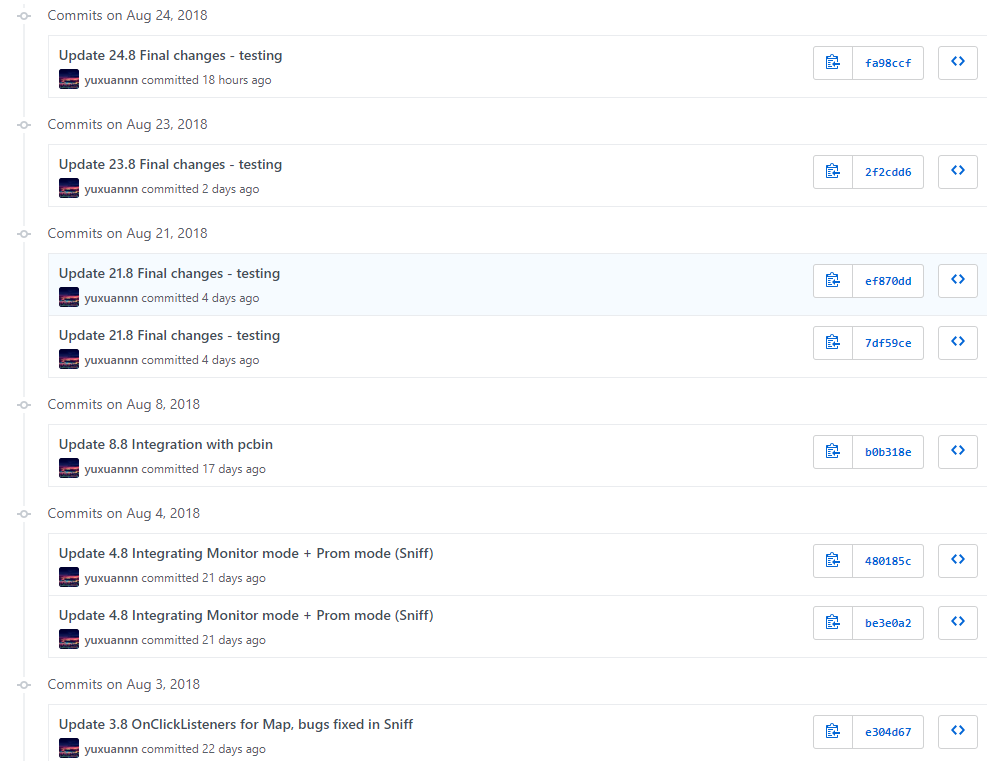 Commits on Aug 24, 2018
Update 24.8 Final changes - testing
fa98ccf
yuxuannn committed 18 hours ago
Commits on Aug 23, 2018
Update 23.8 Final changes - testing
2f2cdd6
yuxuannn committed 2 days ago
Commits on Aug 21, 2018
Update 21.8 Final changes - testing
ef870dd
yuxuannn committed 4 days ago
Update 21.8 Final changes - testing
7df59ce
yuxuannn committed 4 days ago
Commits on Aug 8, 2018
Update 8.8 Integration with pcbin
b0b318e
yuxuannn committed 17 days ago
Commits on Aug 4, 2018
Update 4.8 Integrating Monitor mode + Prom mode (Sniff)
480185c
yuxuannn committed 21 days ago
Update 4.8 Integrating Monitor mode + Prom mode (Sniff)
be3e0a2
yuxuannn committed 21 days ago
Commits on Aug 3, 2018
Update 3.8 OnClickListeners for Map, bugs fixed in Sniff
e304d67
yuxuannn committed 22 days ago